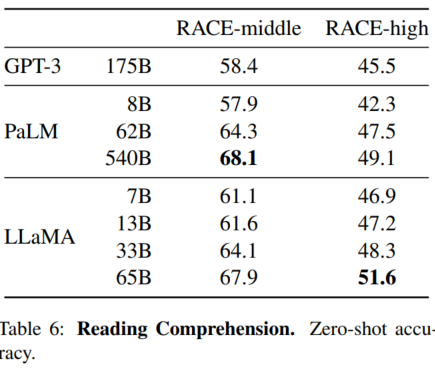 RACE-middle RACE-high
GPT-3 175B 58.4 45.5
8B 57.9 42.3
PaLM 62B 64.3 47.5
540B 68.1 49.1
7B 61.1 46.9
13B 61.6 47.2
LLaMA 33B 64.1 48.3
65B 67.9 51.6
Table 6: Reading Comprehension. Zero-shot accu-
racy.